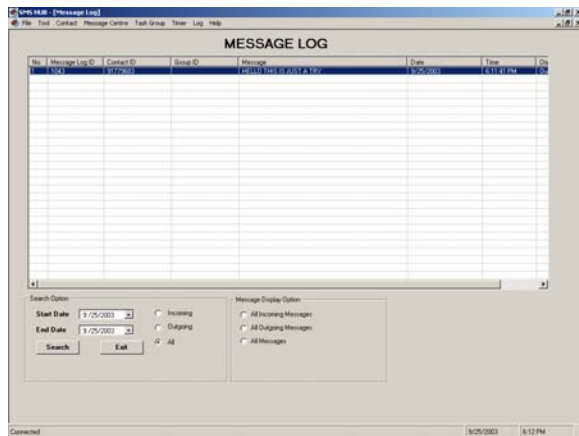 SMS HUB - [Message Log]
File Tool Contact Message Centre Task Group Timer Log Help
MESSAGE LOG
No Message Log ID Contact ID Group ID Message Date Time
1 1043 HELLO THIS IS JUST A TRY 9/25/2003 6:11:41 PM
Search Option
Start Date 9/25/2003
End Date 9/25/2003
Search Exit
Incoming
Outgoing
All
Message Display Option
All Incoming Messages
All Outgoing Messages
All Messages
Connected 9/25/2003 6:12 PM